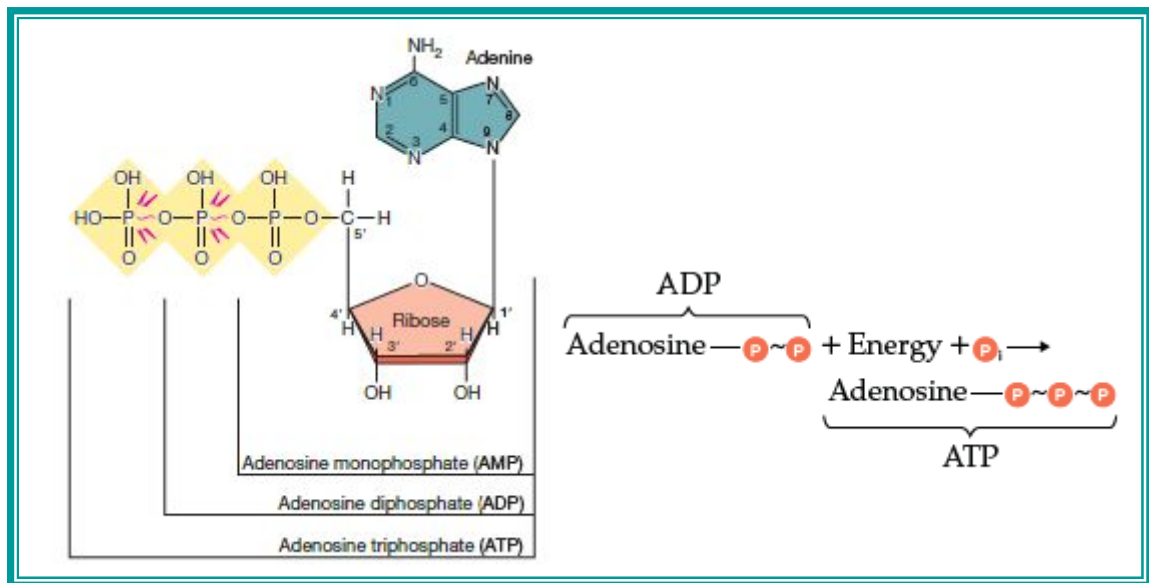 NH₂
Adenine
6
N
1
5
N
7
8
2
4
9
3
N
N
OH OH OH H
HO—P~O—P~O—P—O—C—H
5′
O O O
O
4′ Ribose 1′
H H H H
3′ 2′
OH OH
Adenosine monophosphate (AMP)
Adenosine diphosphate (ADP)
Adenosine triphosphate (ATP)
ADP
Adenosine—P~P + Energy + Pi →
Adenosine—P~P~P
ATP